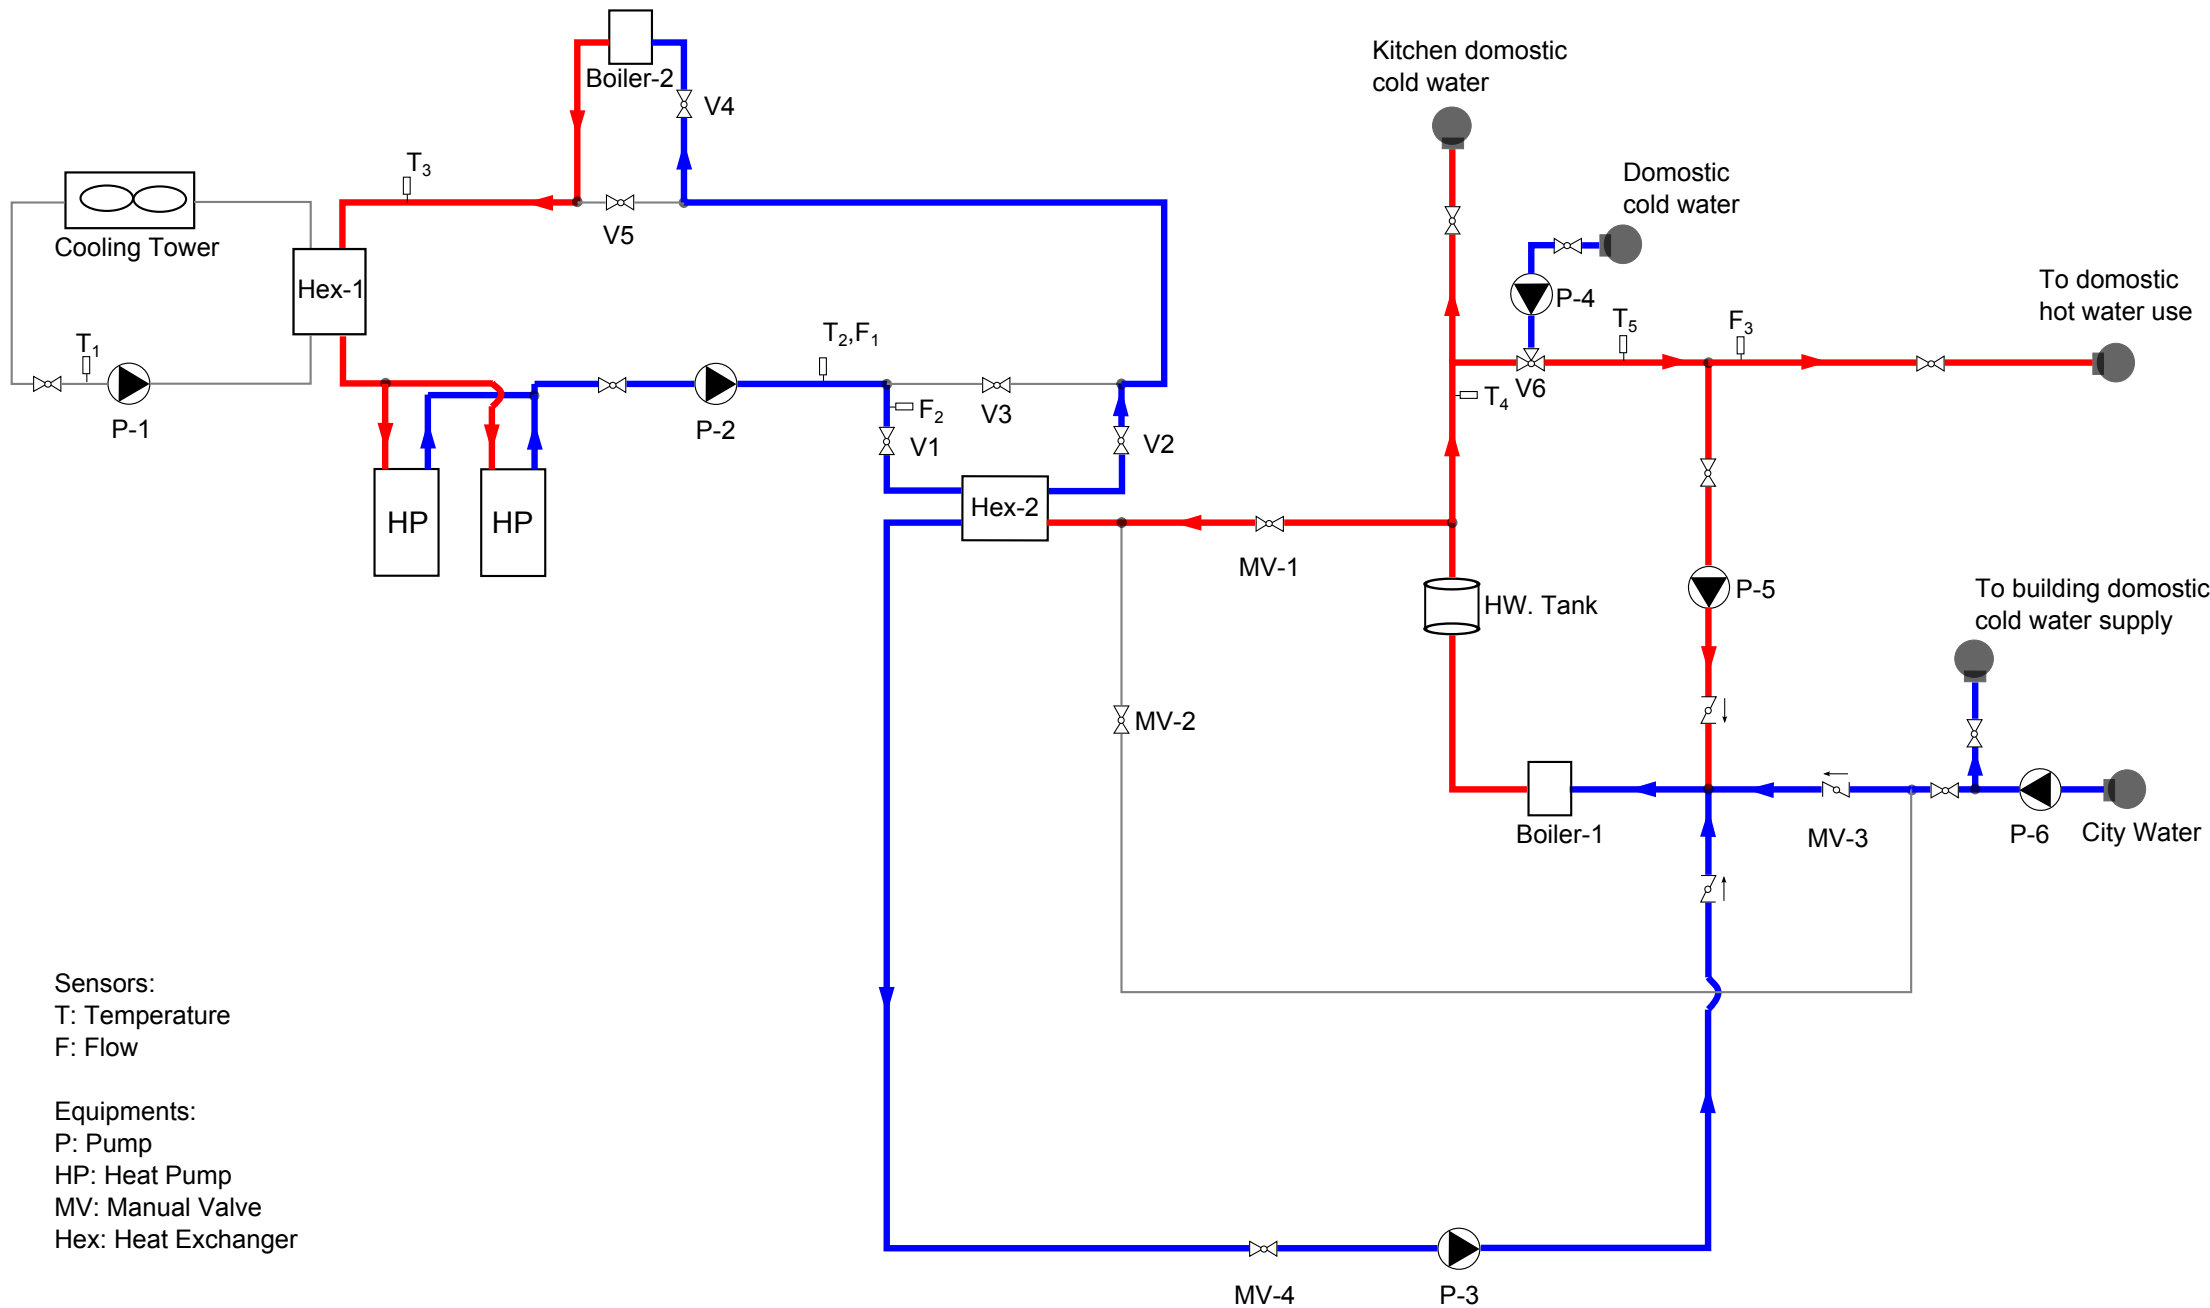 Boiler-2
V4
T3
V5
Cooling Tower
Hex-1
T1
P-1
HP
HP
P-2
T2,F1
F2
V1
V3
V2
Hex-2
MV-1
MV-2
Kitchen domostic
cold water
Domostic
cold water
P-4
T5
F3
V6
T4
To domostic
hot water use
HW. Tank
P-5
To building domostic
cold water supply
Boiler-1
MV-3
P-6
City Water
MV-4
P-3
Sensors:
T: Temperature
F: Flow
Equipments:
P: Pump
HP: Heat Pump
MV: Manual Valve
Hex: Heat Exchanger